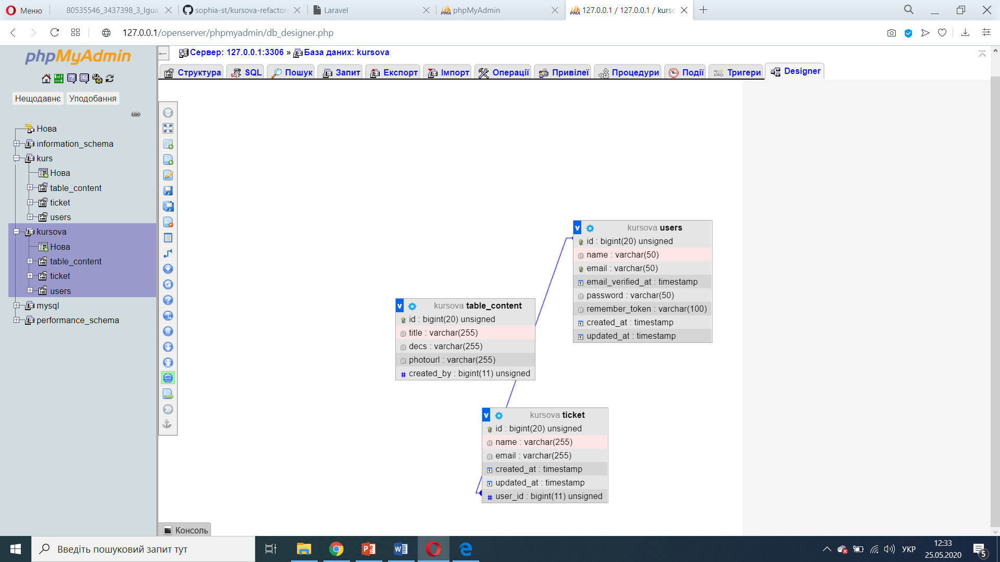 Меню
80535546_3437398_3_Igua
sophia-st/kursova-refactore
Laravel
phpMyAdmin
127.0.0.1 / 127.0.0.1 / kurso
127.0.0.1/openserver/phpmyadmin/db_designer.php
phpMyAdmin
Сервер: 127.0.0.1:3306 » База даних: kursova
Структура
SQL
Пошук
Запит
Експорт
Імпорт
Операції
Привілеї
Процедури
Події
Тригери
Designer
Нещодавнє
Уподобання
Нова
information_schema
kurs
Нова
table_content
ticket
users
kursova
Нова
table_content
ticket
users
mysql
performance_schema
v kursova users
id : bigint(20) unsigned
name : varchar(50)
email : varchar(50)
email_verified_at : timestamp
password : varchar(50)
remember_token : varchar(100)
created_at : timestamp
updated_at : timestamp
v kursova table_content
id : bigint(20) unsigned
title : varchar(255)
decs : varchar(255)
photourl : varchar(255)
# created_by : bigint(11) unsigned
v kursova ticket
id : bigint(20) unsigned
name : varchar(255)
email : varchar(255)
created_at : timestamp
updated_at : timestamp
# user_id : bigint(11) unsigned
Консоль
Введіть пошуковий запит тут
УКР
12:33
25.05.2020
5